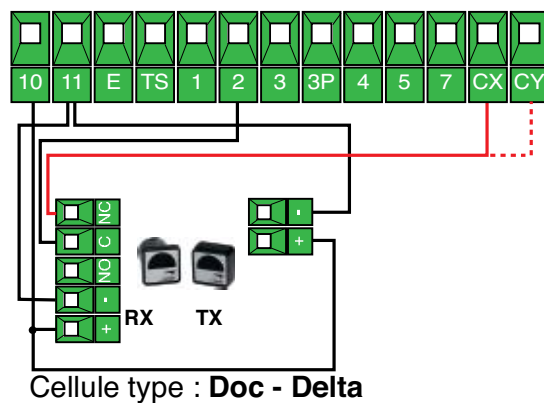 10 11 E TS 1 2 3 3P 4 5 7 CX CY
NC
C
NO
-
+
-
+
RX TX
Cellule type : Doc - Delta